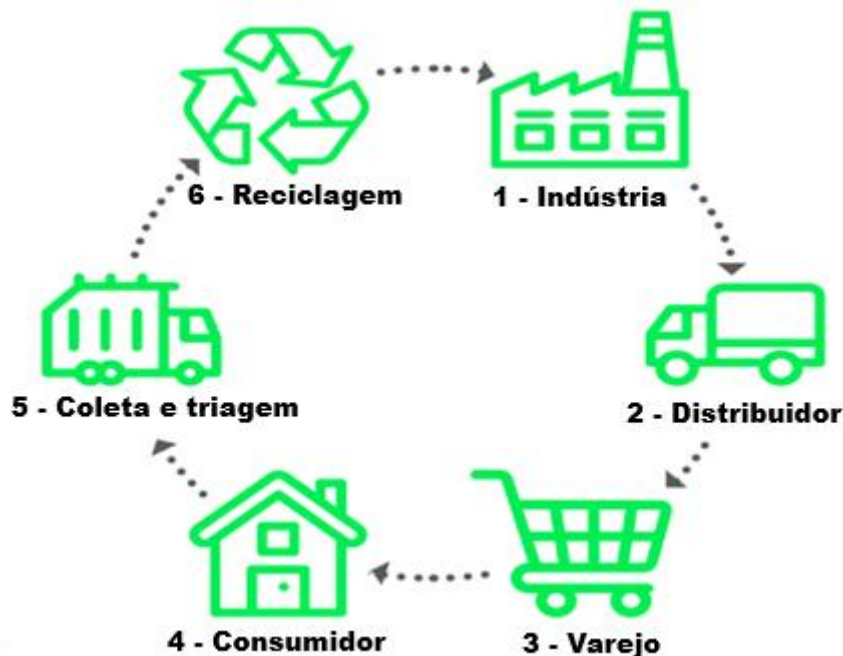 6 - Reciclagem
1 - Indústria
5 - Coleta e triagem
2 - Distribuidor
4 - Consumidor
3 - Varejo